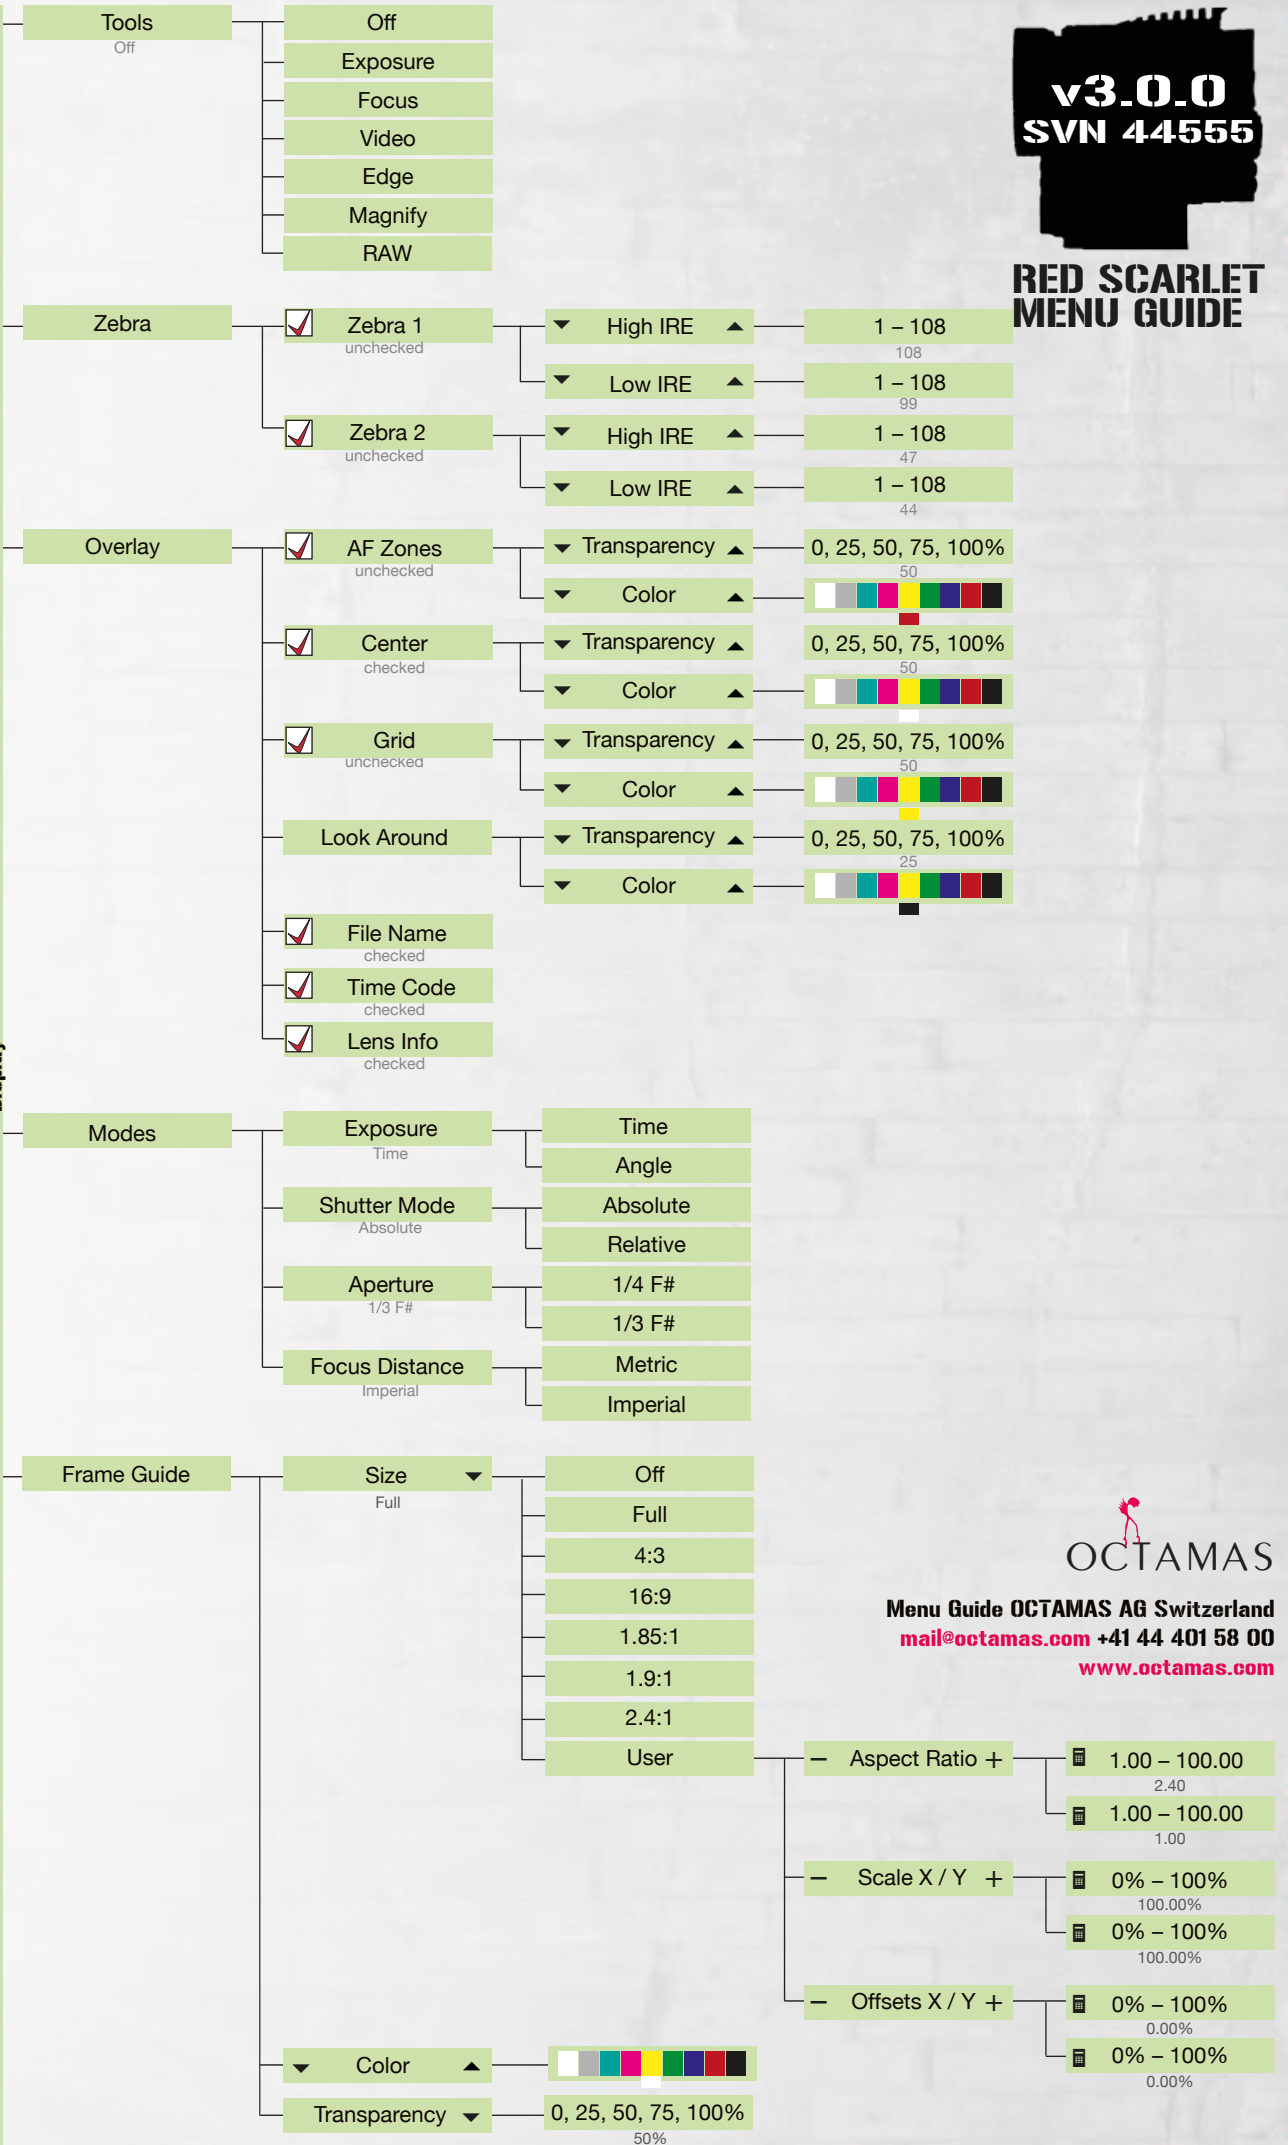 Tools
Off
Off
Exposure
Focus
Video
Edge
Magnify
RAW
v3.0.0
SVN 44555
RED SCARLET
MENU GUIDE
Zebra
Zebra 1
unchecked
High IRE
1 – 108
108
Low IRE
1 – 108
99
Zebra 2
unchecked
High IRE
1 – 108
47
Low IRE
1 – 108
44
Overlay
AF Zones
unchecked
Transparency
0, 25, 50, 75, 100%
50
Color
Center
checked
Transparency
0, 25, 50, 75, 100%
50
Color
Grid
unchecked
Transparency
0, 25, 50, 75, 100%
50
Color
Look Around
Transparency
0, 25, 50, 75, 100%
25
Color
File Name
checked
Time Code
checked
Lens Info
checked
Modes
Exposure
Time
Time
Angle
Shutter Mode
Absolute
Absolute
Relative
Aperture
1/3 F#
1/4 F#
1/3 F#
Focus Distance
Imperial
Metric
Imperial
Frame Guide
Size
Full
Off
Full
4:3
16:9
1.85:1
1.9:1
2.4:1
User
OCTAMAS
Menu Guide OCTAMAS AG Switzerland
mail@octamas.com +41 44 401 58 00
www.octamas.com
– Aspect Ratio +
1.00 – 100.00
2.40
1.00 – 100.00
1.00
– Scale X / Y +
0% – 100%
100.00%
0% – 100%
100.00%
– Offsets X / Y +
0% – 100%
0.00%
0% – 100%
0.00%
Color
Transparency
0, 25, 50, 75, 100%
50%